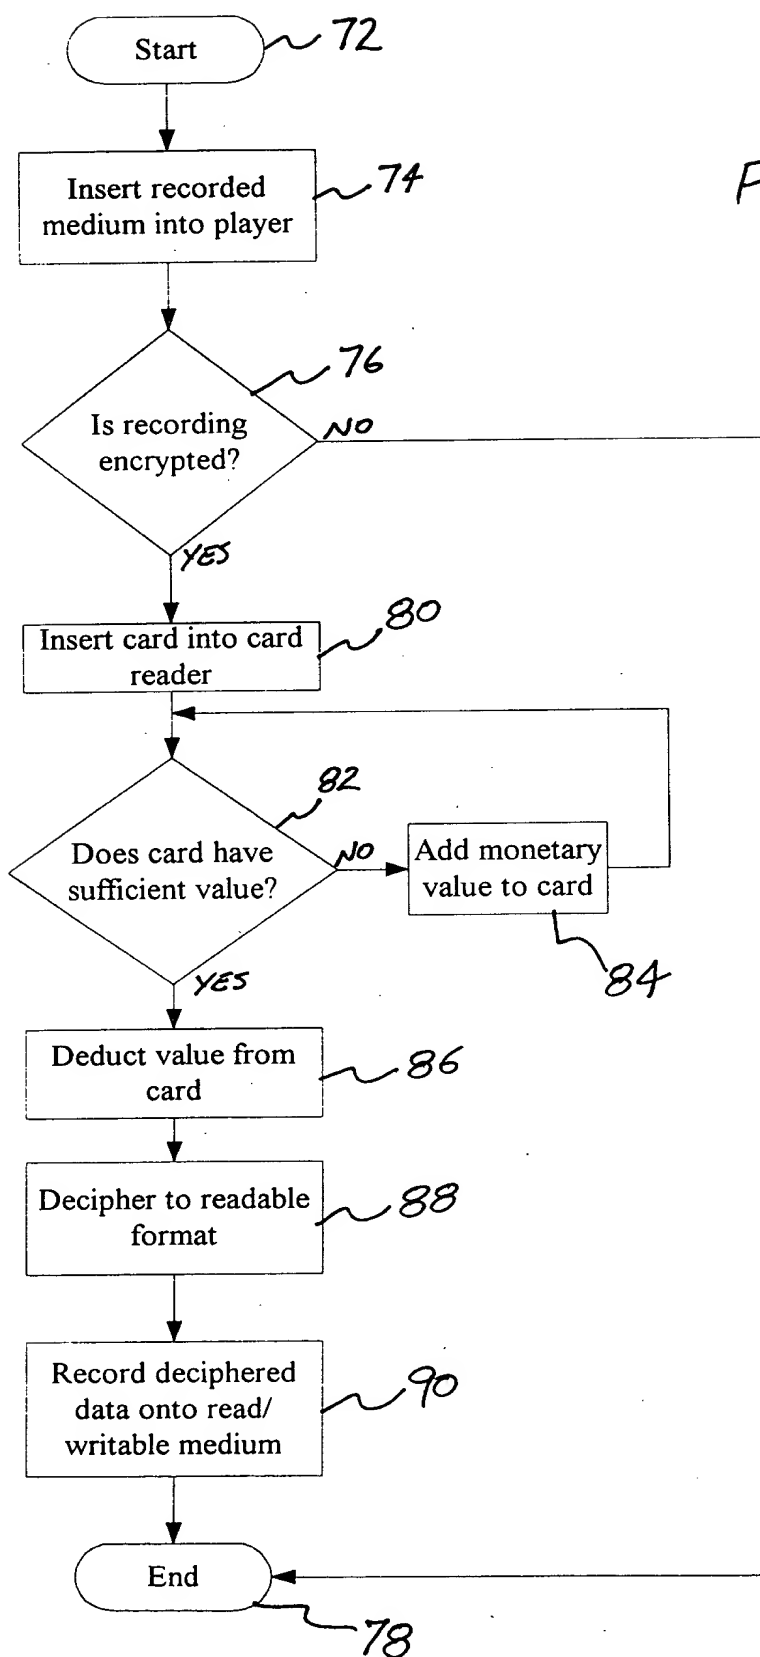 Start
72
Insert recorded
medium into player
74
76
Is recording
encrypted?
NO
YES
Insert card into card
reader
80
82
Does card have
sufficient value?
NO
Add monetary
value to card
84
YES
Deduct value from
card
86
Decipher to readable
format
88
Record deciphered
data onto read/
writable medium
90
End
78